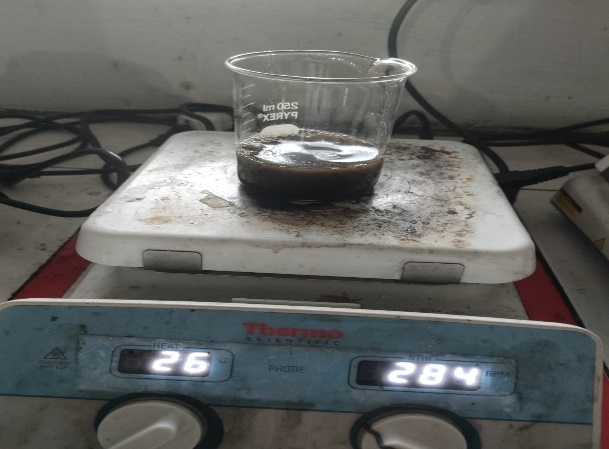 250 ml
PYREX®
Thermo
SCIENTIFIC
HEAT
26
PROBE
STIR
284 RPM